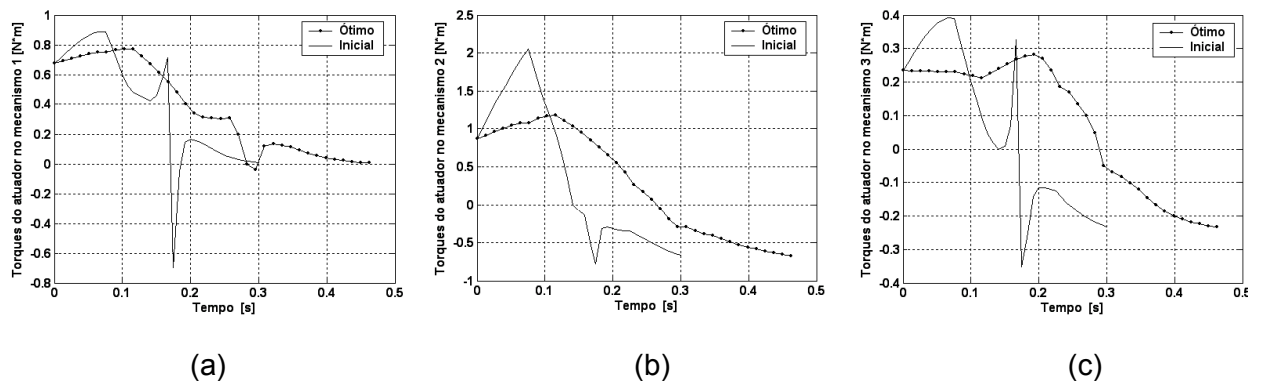 Torques do atuador no mecanismo 1 [N*m]
1
0.8
0.6
0.4
0.2
0
-0.2
-0.4
-0.6
-0.8
0 0.1 0.2 0.3 0.4 0.5
Tempo [s]
Ótimo
Inicial
(a)
Torques do atuador no mecanismo 2 [N*m]
2.5
2
1.5
1
0.5
0
-0.5
-1
0 0.1 0.2 0.3 0.4 0.5
Tempo [s]
Ótimo
Inicial
(b)
Torques do atuador no mecanismo 3 [N*m]
0.4
0.3
0.2
0.1
0
-0.1
-0.2
-0.3
-0.4
0 0.1 0.2 0.3 0.4 0.5
Tempo [s]
Ótimo
Inicial
(c)